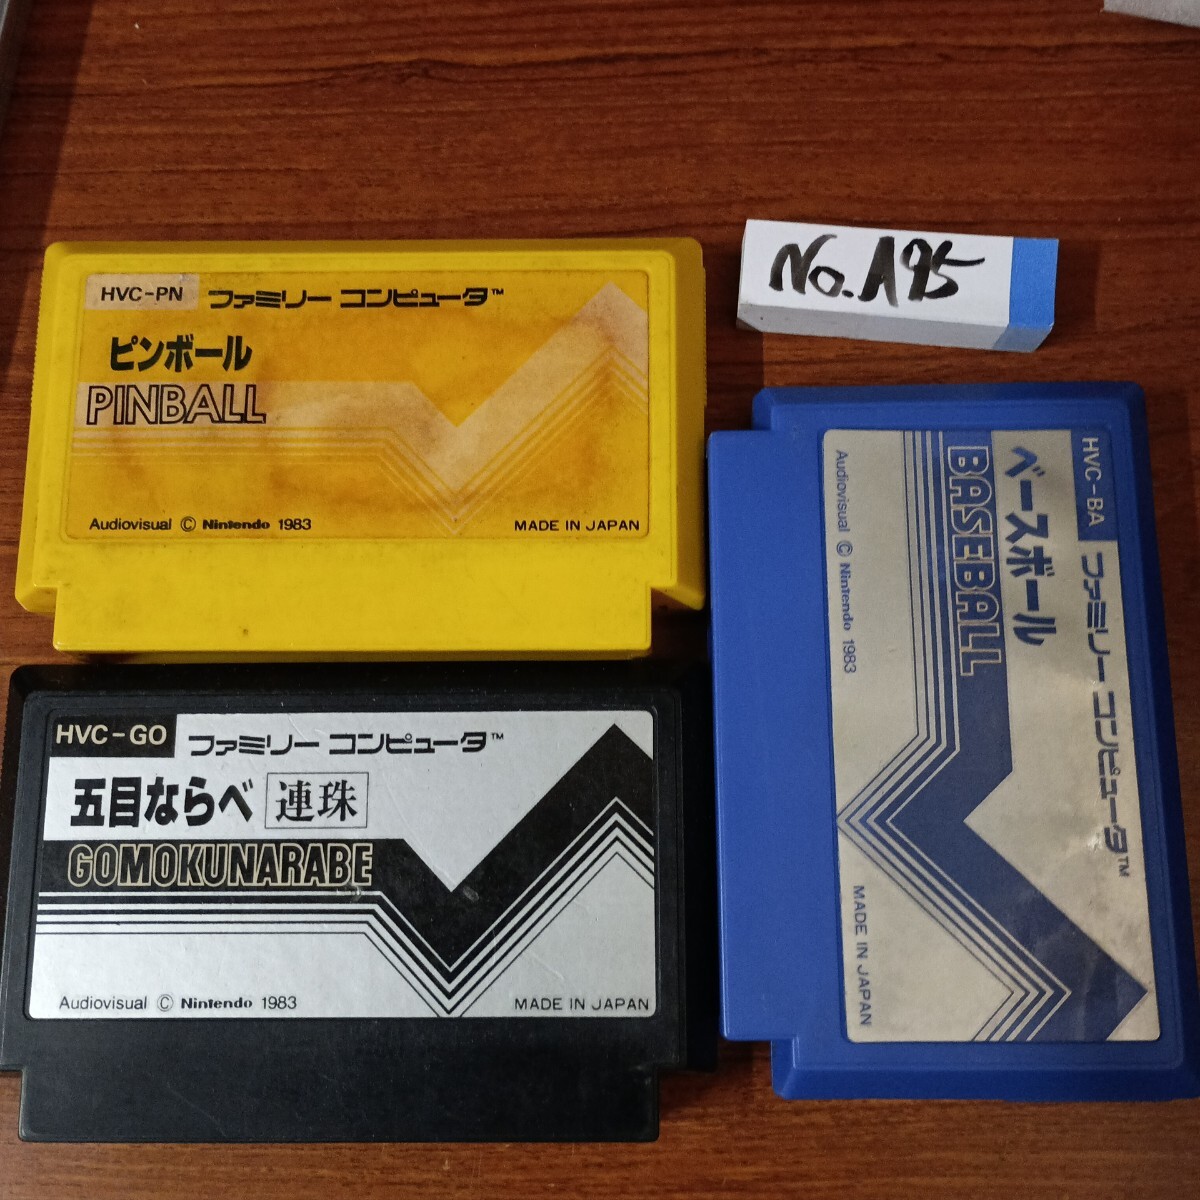 No.A95
HVC-PN ファミリー コンピュータ™
ピンボール
PINBALL
Audiovisual © Nintendo 1983 MADE IN JAPAN
HVC-GO ファミリー コンピュータ™
五目ならべ 連珠
GOMOKUNARABE
Audiovisual © Nintendo 1983 MADE IN JAPAN
HVC-BA ファミリー コンピュータ™
ベースボール
BASEBALL
Audiovisual © Nintendo 1983 MADE IN JAPAN